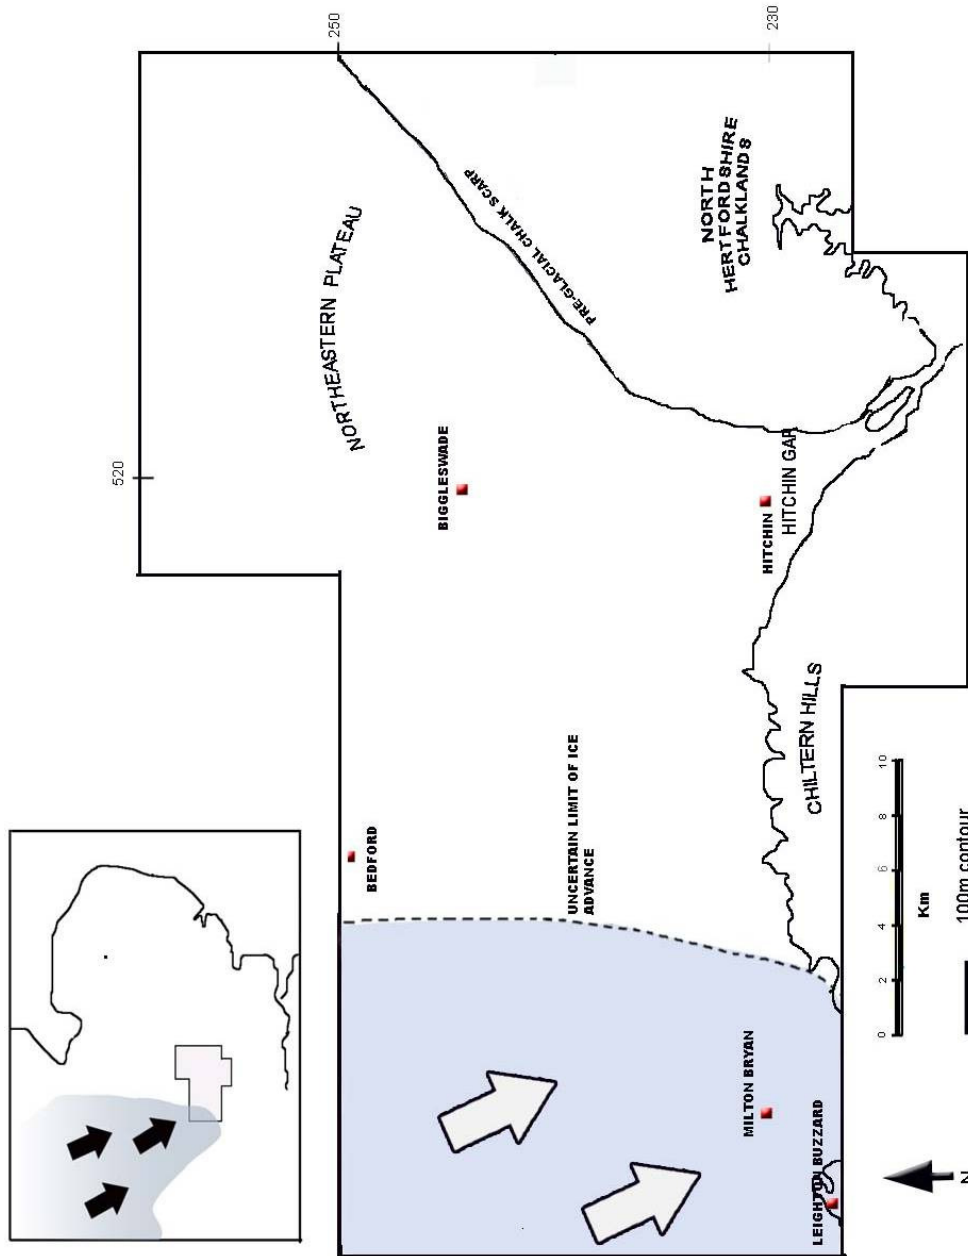 250
230
520
NORTHEASTERN PLATEAU
PRE-GLACIAL CHALK SCARP
NORTH
HERTFORDSHIRE
CHALKLANDS
BIGGLESWADE
HITCHIN
HITCHIN GAP
BEDFORD
UNCERTAIN LIMIT OF ICE
ADVANCE
CHILTERN HILLS
MILTON BRYAN
LEIGHTON BUZZARD
0 2 4 6 8 10
Km
100m contour
N